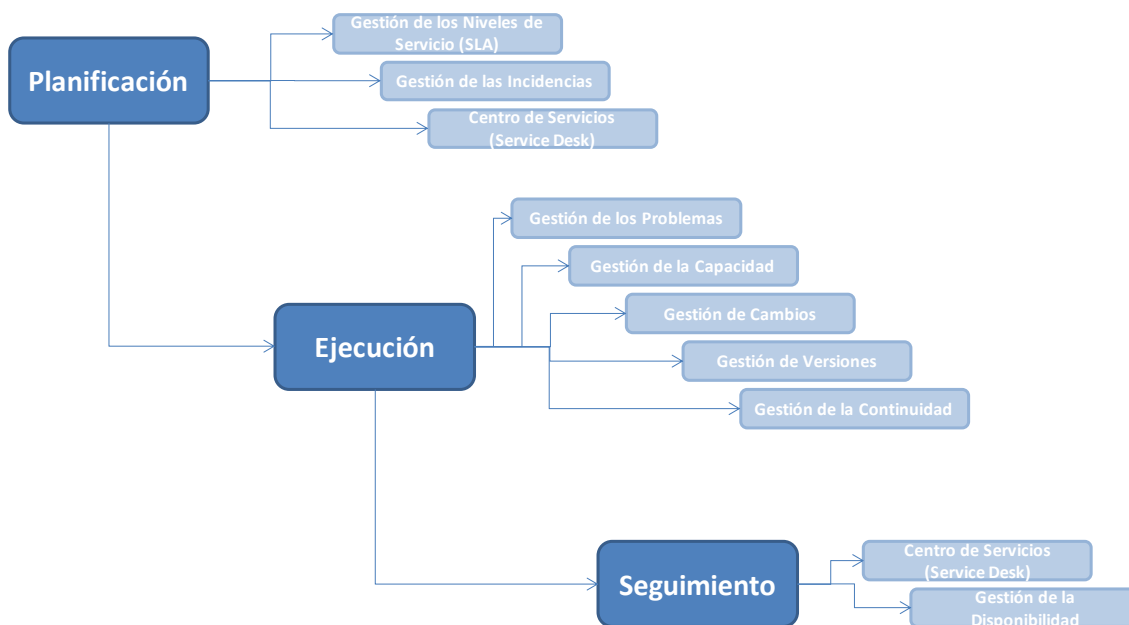 Gestión de los Niveles de
Servicio (SLA)
Planificación
Gestión de las Incidencias
Centro de Servicios
(Service Desk)
Gestión de los Problemas
Gestión de la Capacidad
Gestión de Cambios
Ejecución
Gestión de Versiones
Gestión de la Continuidad
Centro de Servicios
(Service Desk)
Seguimiento
Gestión de la
Disponibilidad